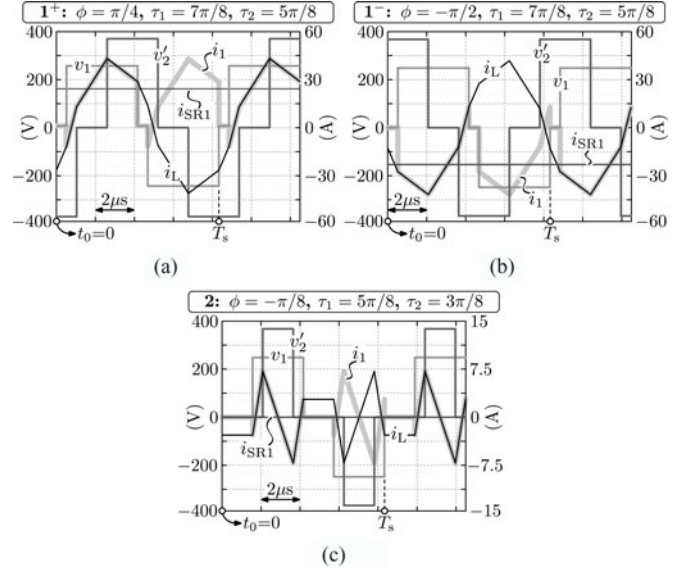 1⁺: ϕ = π/4, τ₁ = 7π/8, τ₂ = 5π/8
400
200
0
−200
−400
(V)
60
30
0
−30
−60
(A)
v₁
v′₂
i₁
i_SR1
i_L
2μs
t₀=0
T_s
(a)
1⁻: ϕ = −π/2, τ₁ = 7π/8, τ₂ = 5π/8
400
200
0
−200
−400
(V)
60
30
0
−30
−60
(A)
i_L
v′₂
v₁
i_SR1
i₁
2μs
t₀=0
T_s
(b)
2: ϕ = −π/8, τ₁ = 5π/8, τ₂ = 3π/8
400
200
0
−200
−400
(V)
15
7.5
0
−7.5
−15
(A)
v₁
v′₂
i₁
i_SR1
i_L
2μs
t₀=0
T_s
(c)